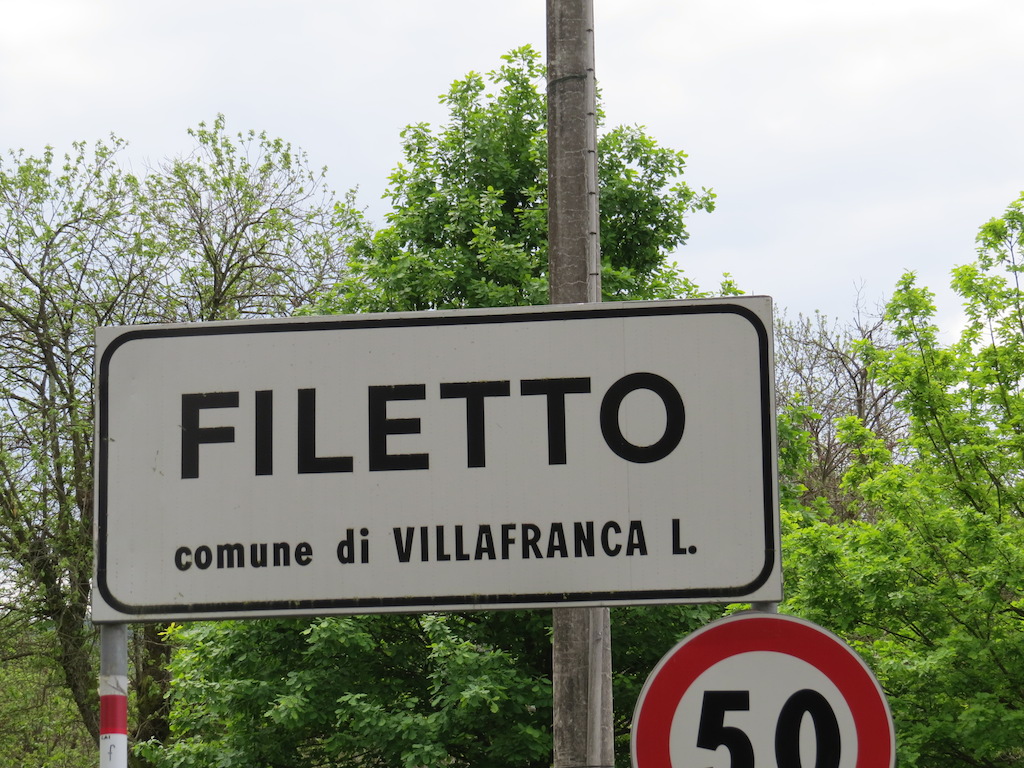 FILETTO
comune di VILLAFRANCA L.
50